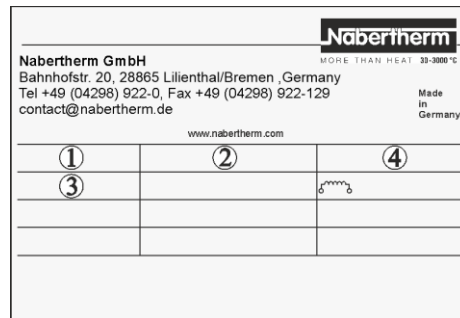 Nabertherm
MORE THAN HEAT 30-3000 °C
Nabertherm GmbH
Bahnhofstr. 20, 28865 Lilienthal/Bremen ,Germany
Tel +49 (04298) 922-0, Fax +49 (04298) 922-129
contact@nabertherm.de
Made
in
Germany
www.nabertherm.com
① ② ④
③